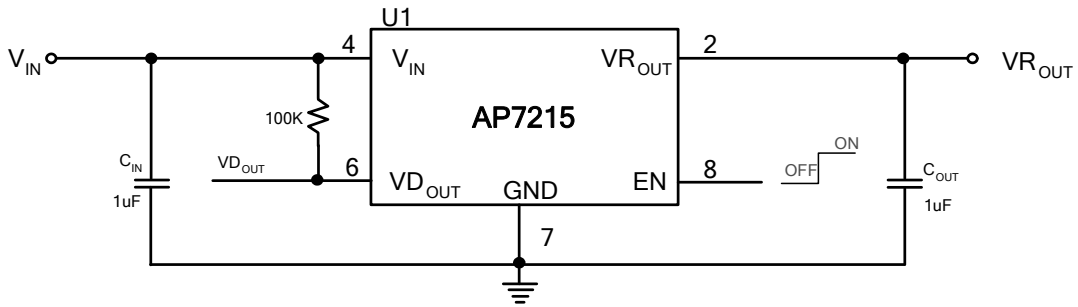 U1
4
2
V_IN
V_IN
VR_OUT
VR_OUT
100K
AP7215
ON
OFF
C_IN
VD_OUT
6
VD_OUT
GND
EN
8
C_OUT
1uF
1uF
7